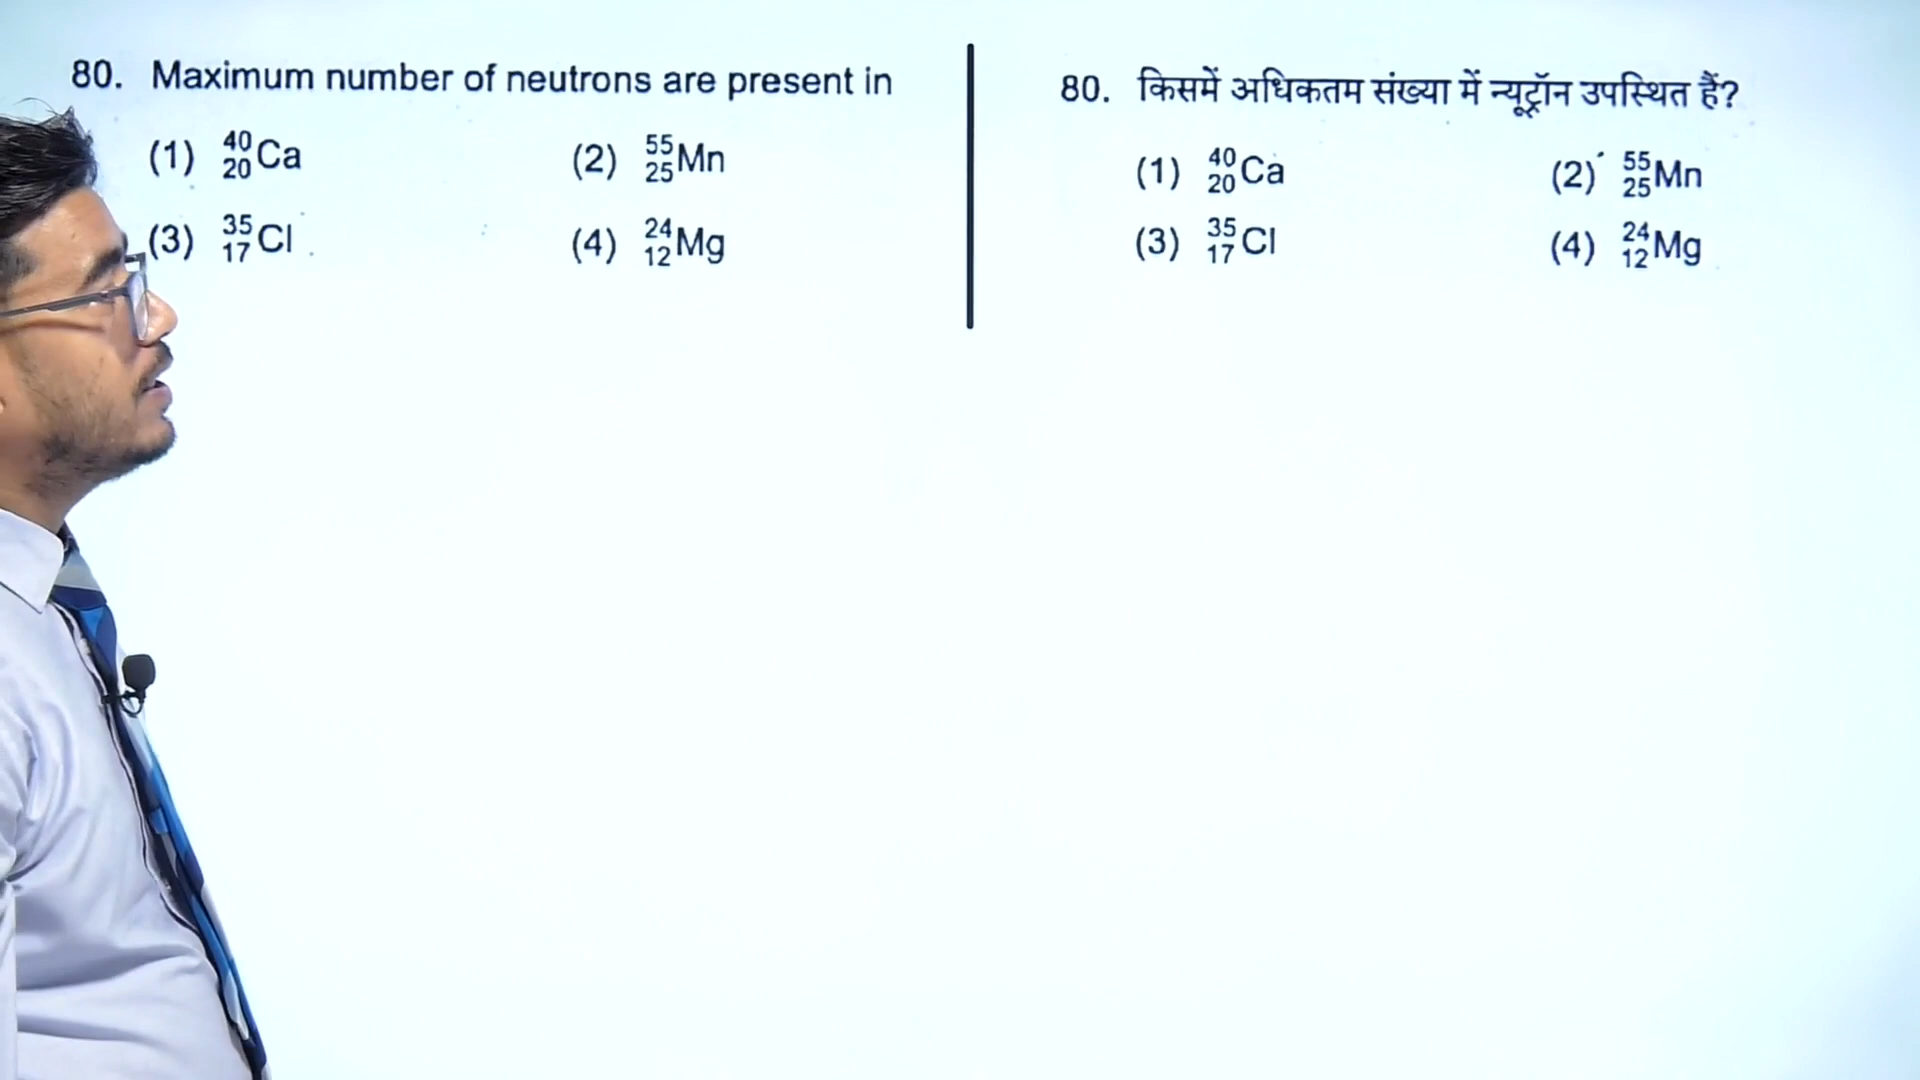 80. Maximum number of neutrons are present in
(1) ⁴⁰₂₀Ca (2) ⁵⁵₂₅Mn
(3) ³⁵₁₇Cl (4) ²⁴₁₂Mg
80. किसमें अधिकतम संख्या में न्यूट्रॉन उपस्थित हैं?
(1) ⁴⁰₂₀Ca (2) ⁵⁵₂₅Mn
(3) ³⁵₁₇Cl (4) ²⁴₁₂Mg